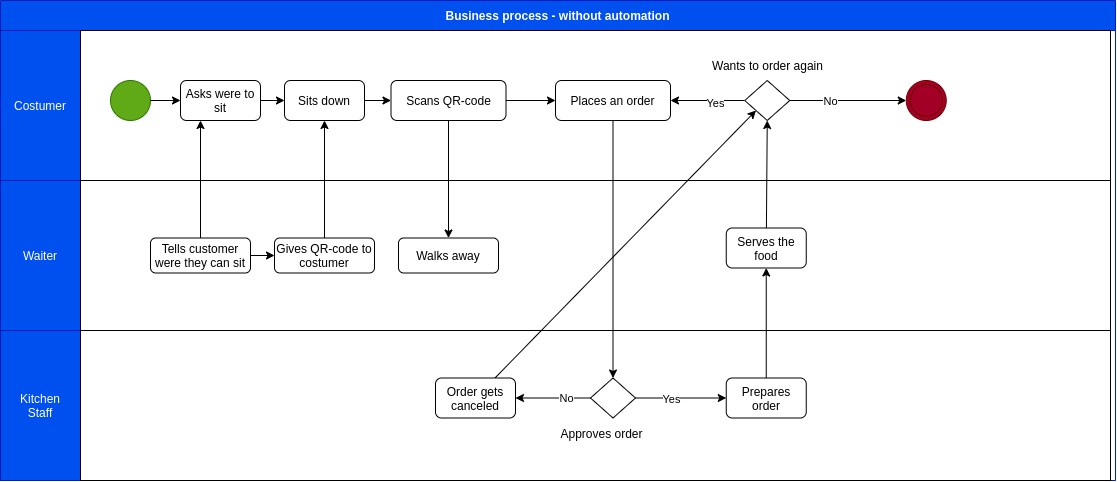 Business process - without automation
Costumer
Asks were to
sit
Sits down
Scans QR-code
Places an order
Yes
Wants to order again
No
Waiter
Tells customer
were they can sit
Gives QR-code to
costumer
Walks away
Serves the
food
Kitchen
Staff
Order gets
canceled
No
Approves order
Yes
Prepares
order